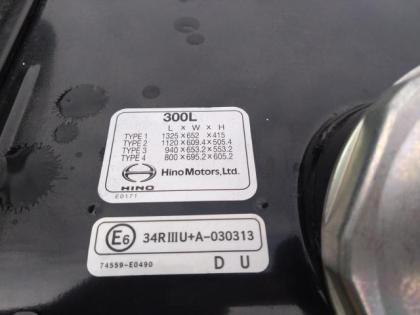 300L
L × W × H
TYPE 1 1325×652 ×415
TYPE 2 1120×609.4×505.4
TYPE 3 940×653.2×553.2
TYPE 4 800×695.2×605.2
HINO Hino Motors, Ltd.
E0171
E6 34RⅢU+A-030313
74559-E0490 D U